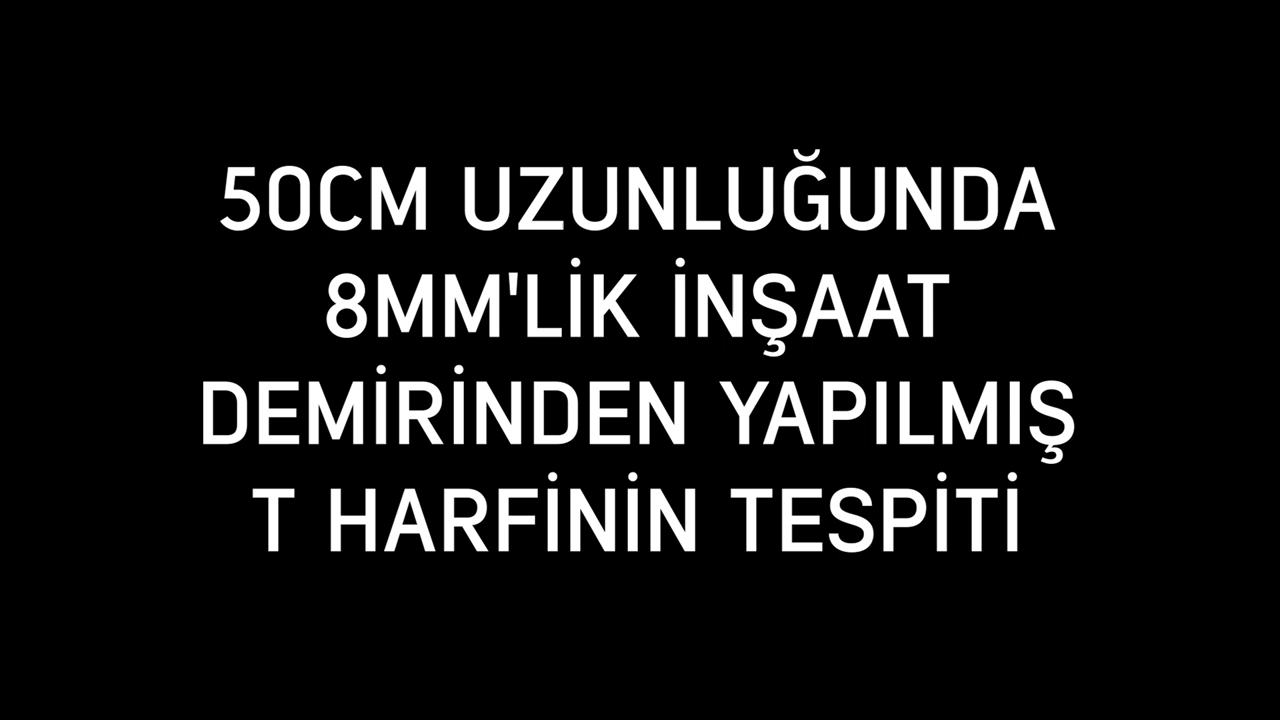 50CM UZUNLUĞUNDA
8MM'LİK İNŞAAT
DEMİRİNDEN YAPILMIŞ
T HARFİNİN TESPİTİ